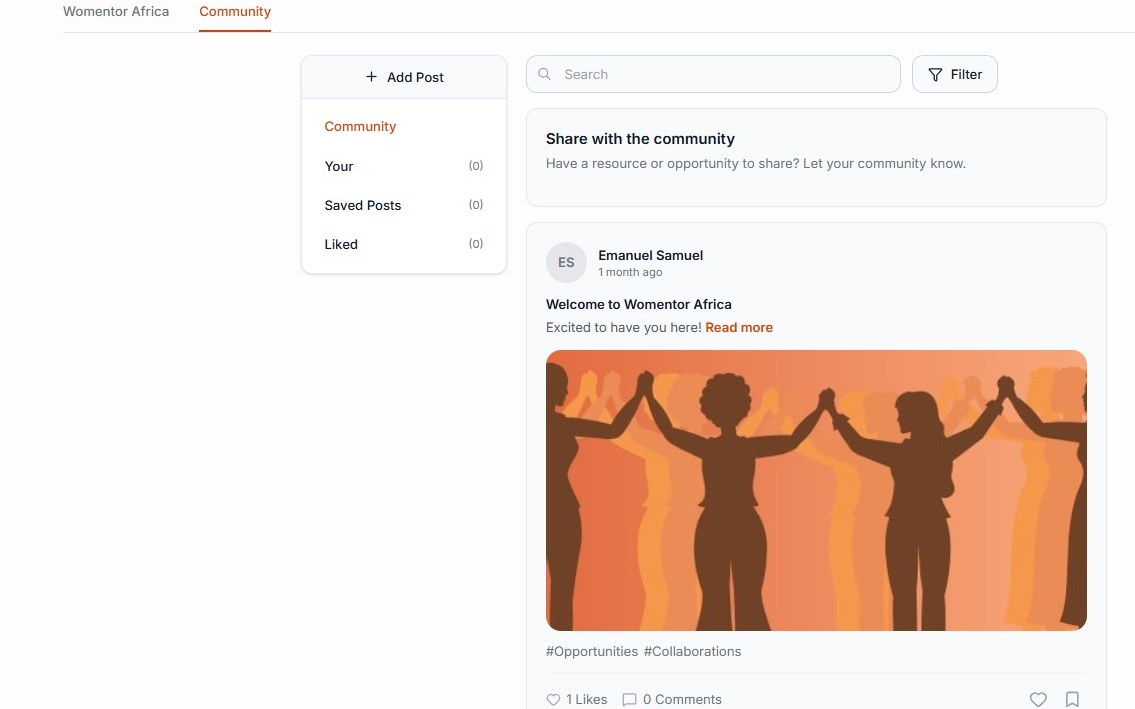 Womentor Africa Community
+ Add Post
Community
Your (0)
Saved Posts (0)
Liked (0)
Search
Filter
Share with the community
Have a resource or opportunity to share? Let your community know.
ES
Emanuel Samuel
1 month ago
Welcome to Womentor Africa
Excited to have you here! Read more
#Opportunities #Collaborations
1 Likes 0 Comments